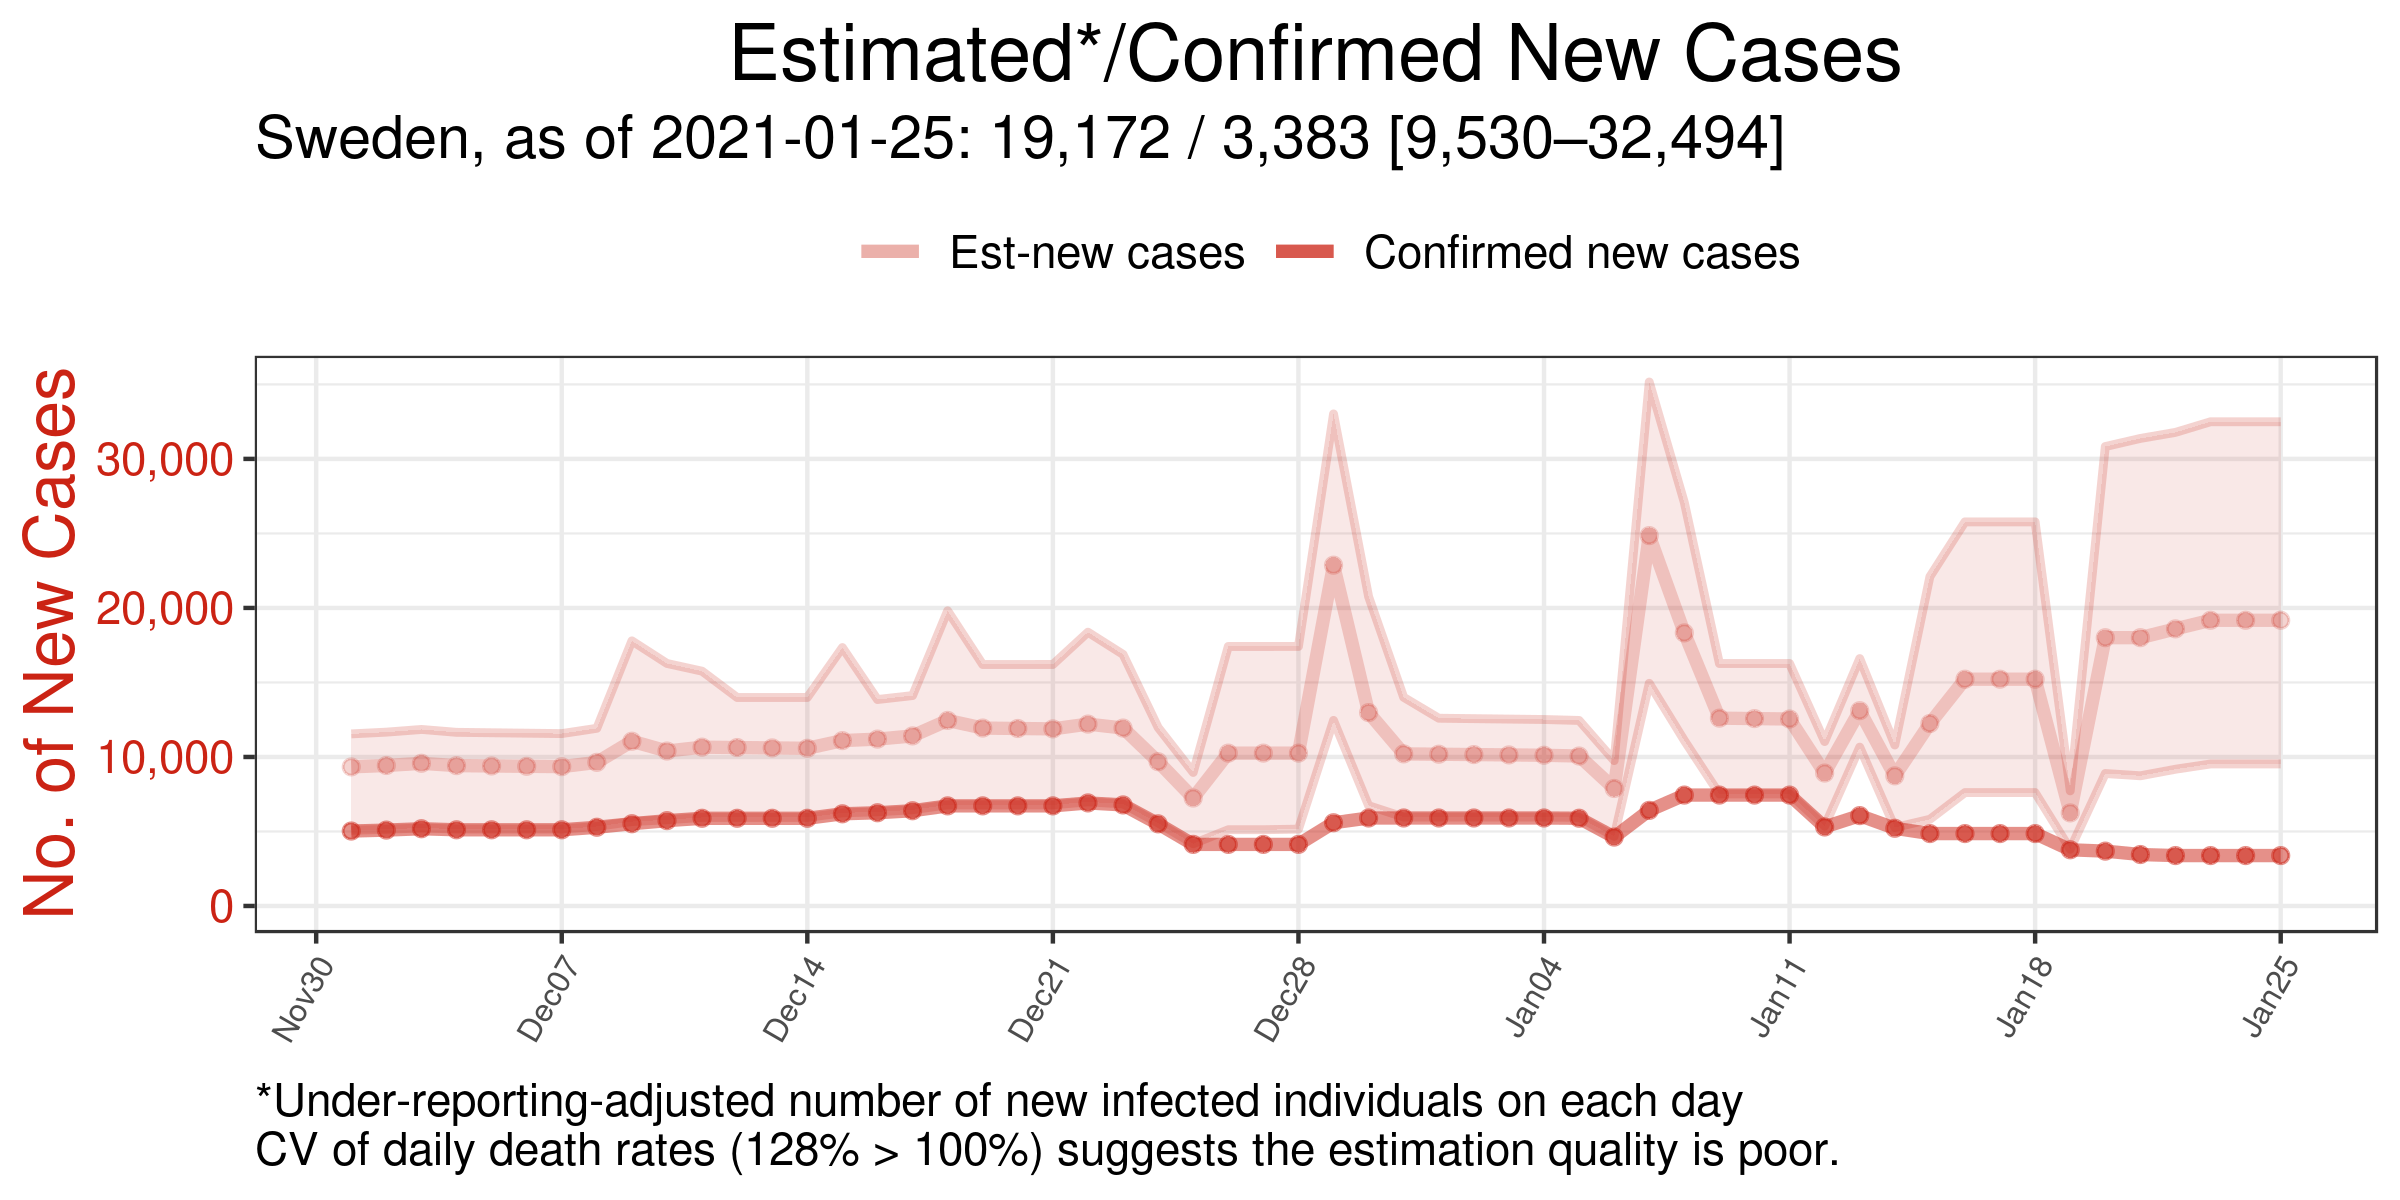 Estimated*/Confirmed New Cases
Sweden, as of 2021-01-25: 19,172 / 3,383 [9,530–32,494]
Est-new cases
Confirmed new cases
No. of New Cases
30,000
20,000
10,000
0
Nov30
Dec07
Dec14
Dec21
Dec28
Jan04
Jan11
Jan18
Jan25
*Under-reporting-adjusted number of new infected individuals on each day
CV of daily death rates (128% > 100%) suggests the estimation quality is poor.